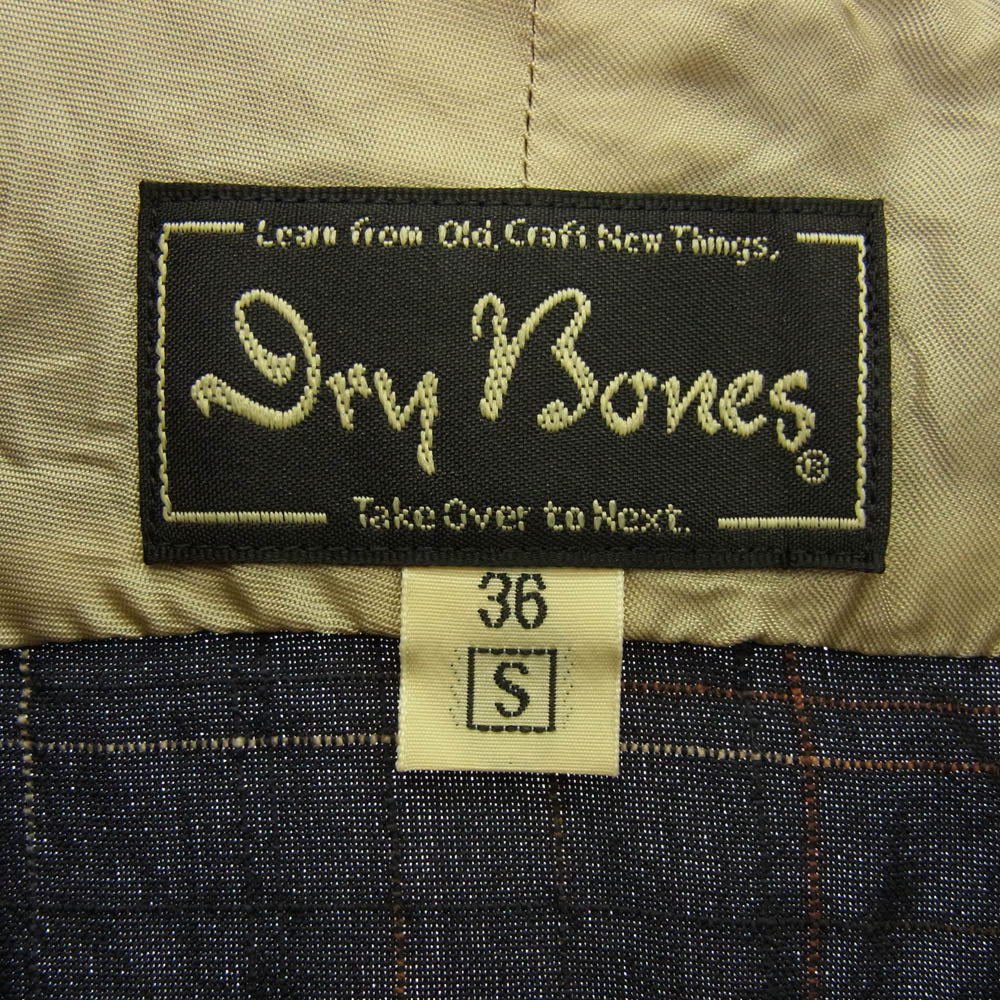 Learn from Old, Craft New Things.
Dry Bones®
Take Over to Next.
36
S